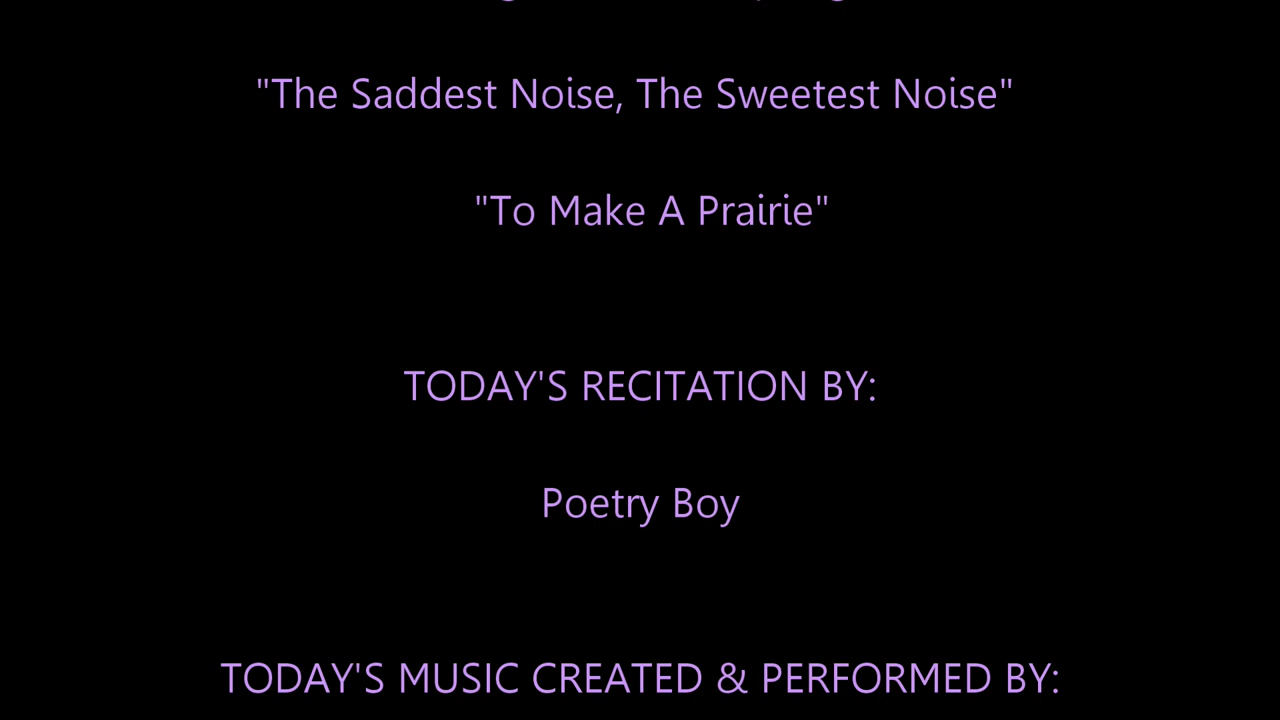 "The Saddest Noise, The Sweetest Noise"
"To Make A Prairie"
TODAY'S RECITATION BY:
Poetry Boy
TODAY'S MUSIC CREATED & PERFORMED BY: